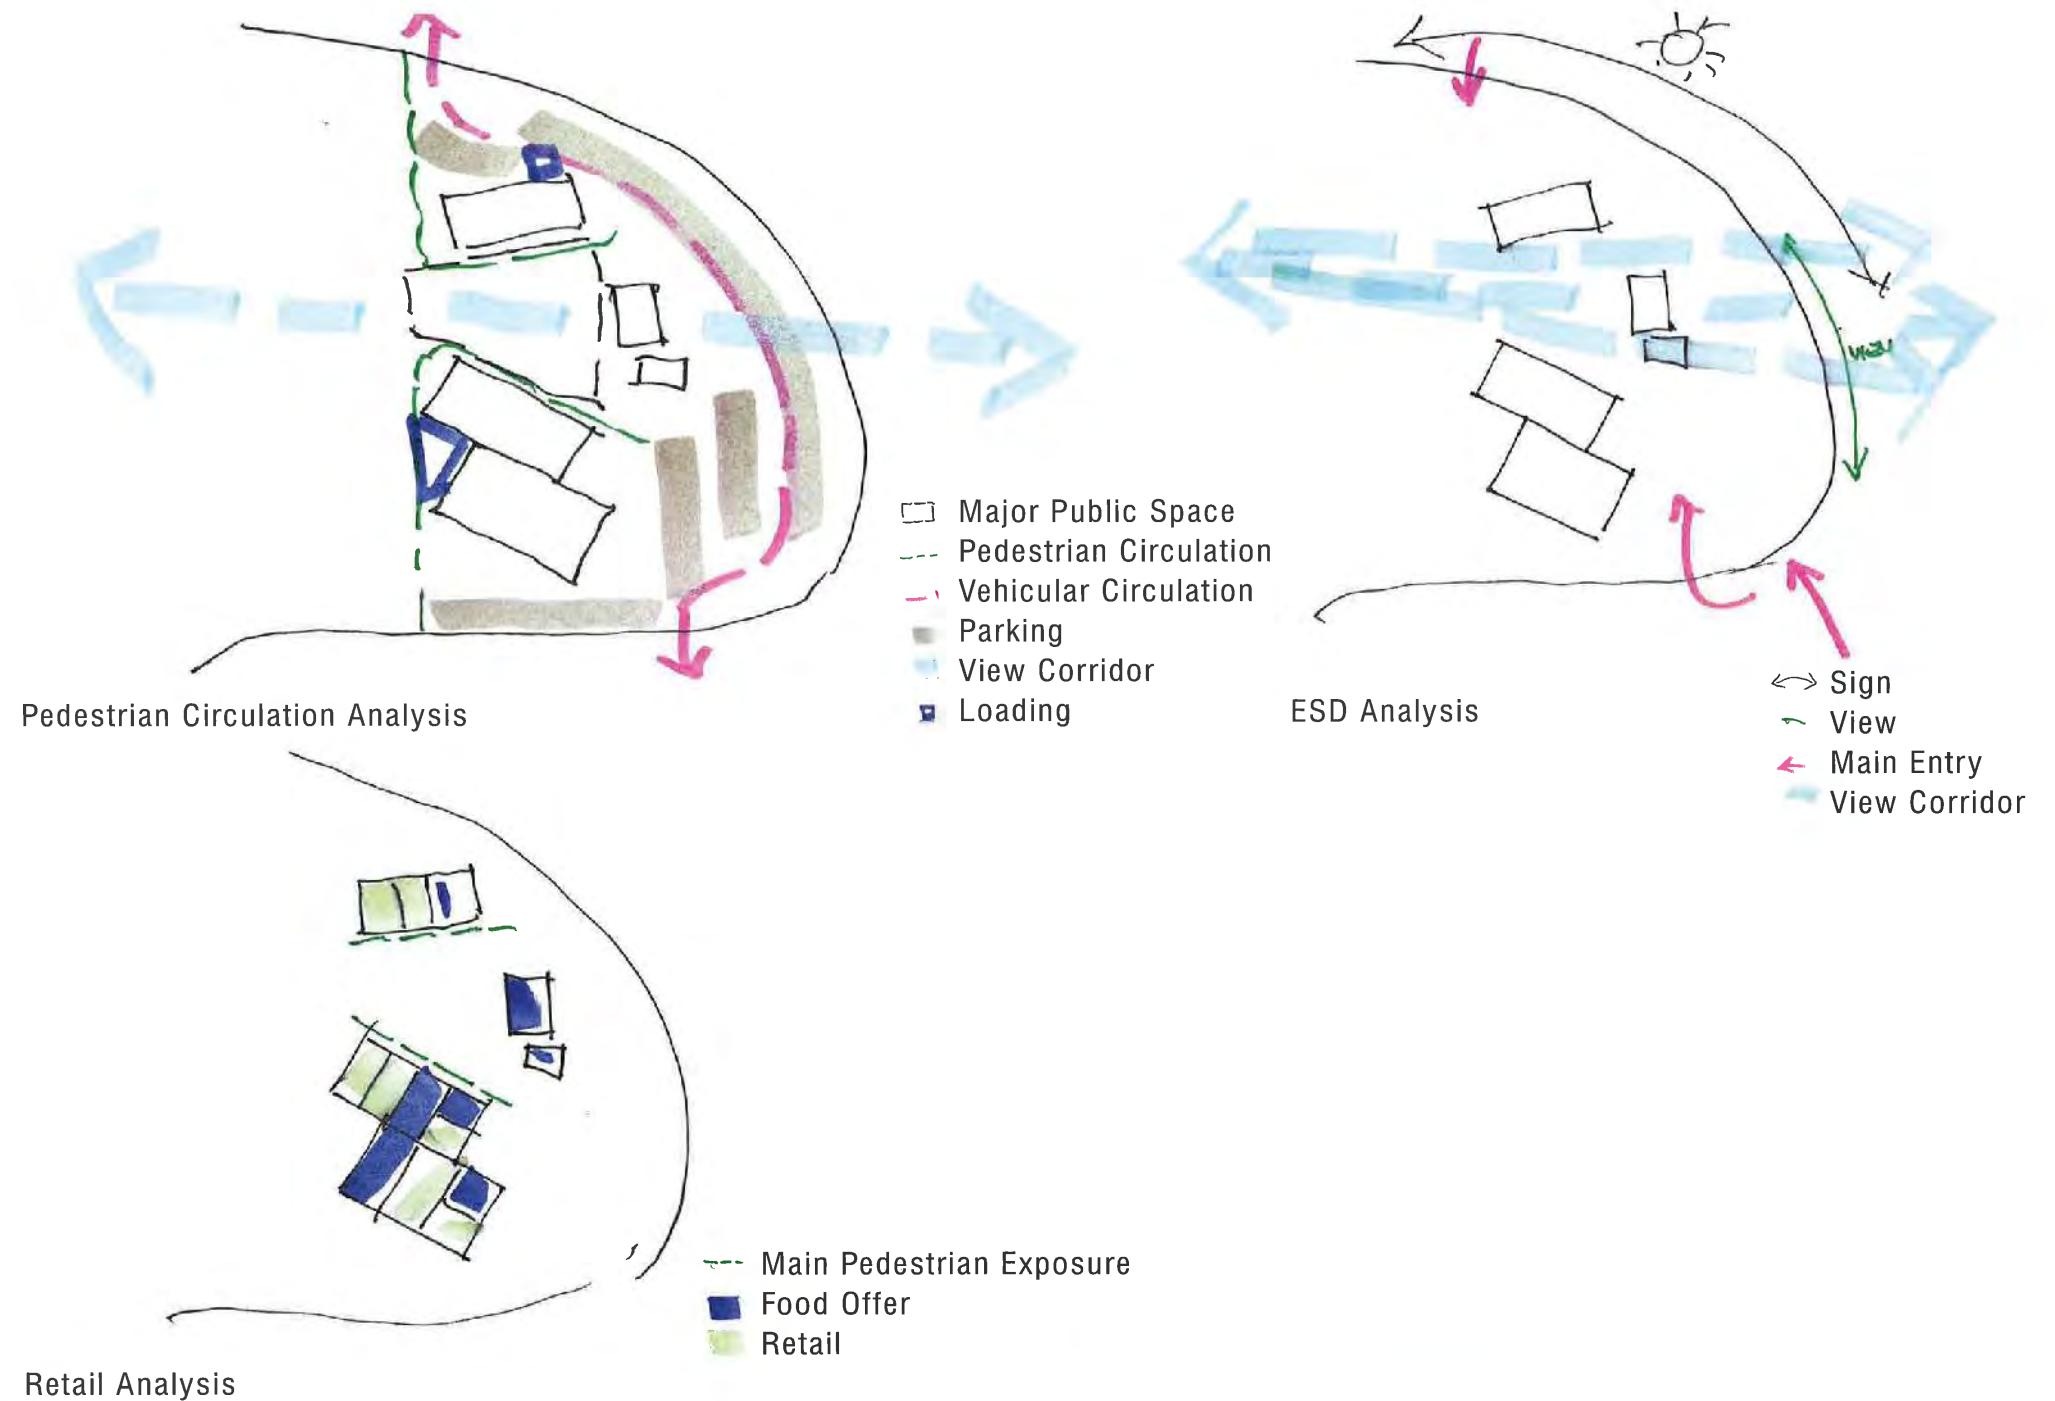 Major Public Space
Pedestrian Circulation
Vehicular Circulation
Parking
View Corridor
Loading
Pedestrian Circulation Analysis
Sign
View
Main Entry
View Corridor
ESD Analysis
Main Pedestrian Exposure
Food Offer
Retail
Retail Analysis